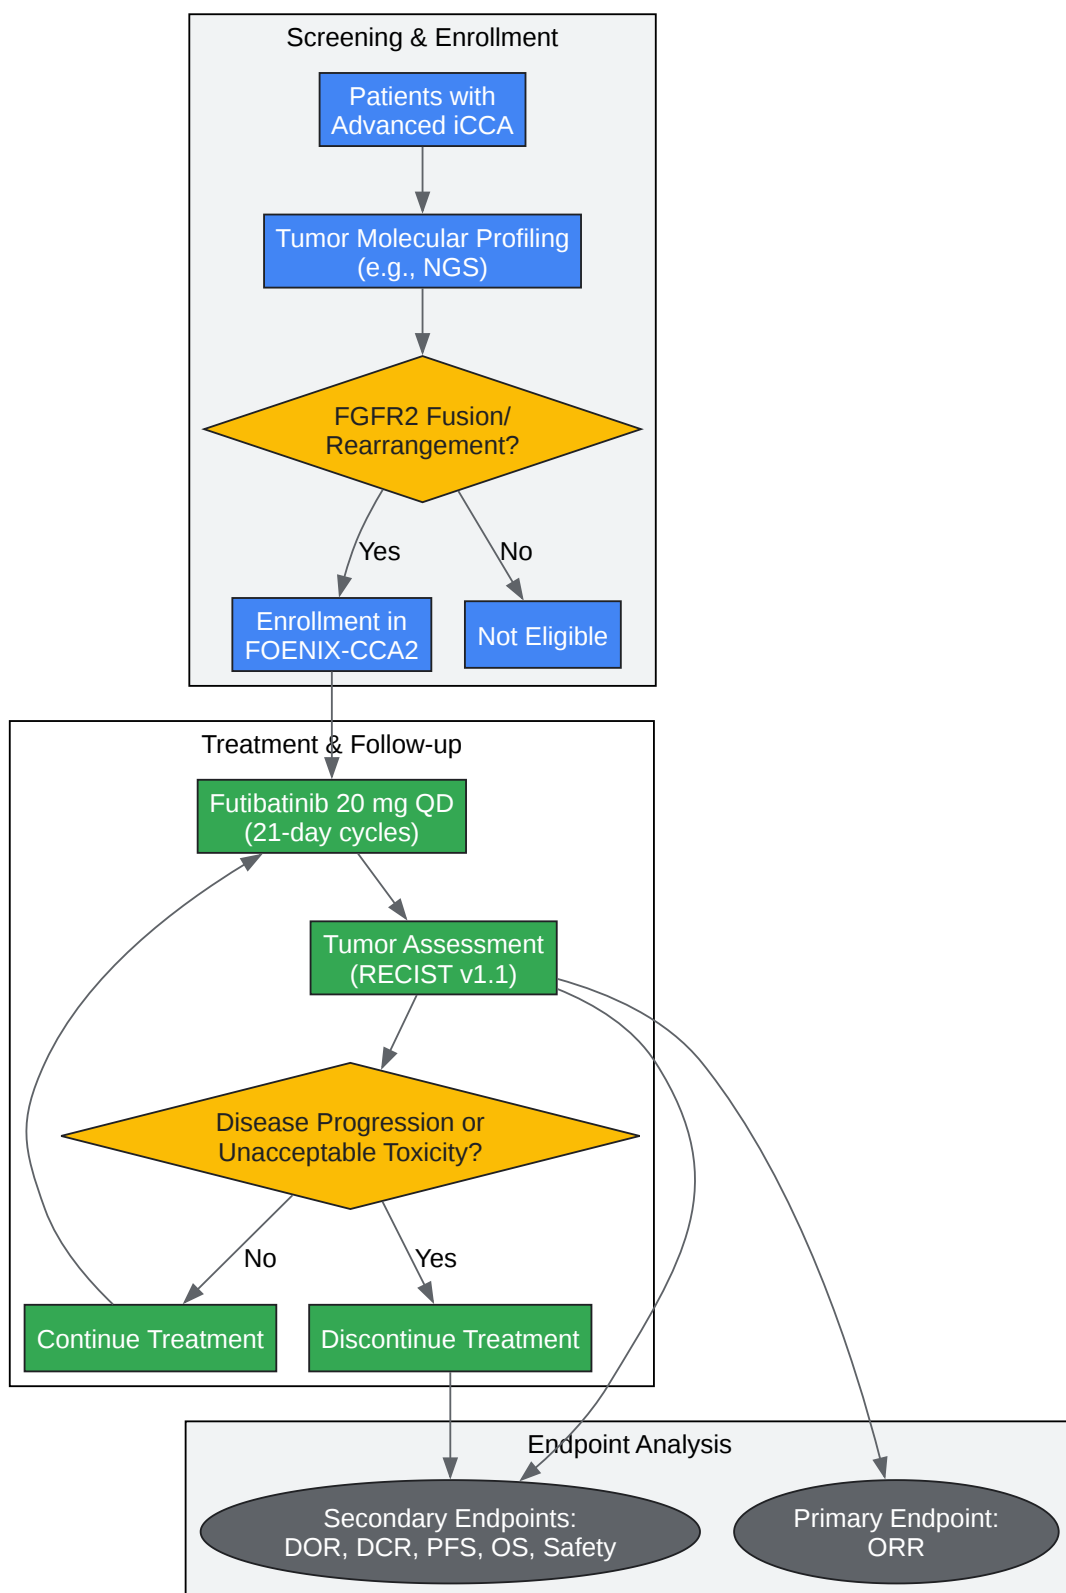 Screening & Enrollment
Patients with
Advanced iCCA
Tumor Molecular Profiling
(e.g., NGS)
FGFR2 Fusion/
Rearrangement?
Yes
No
Enrollment in
FOENIX-CCA2
Not Eligible
Treatment & Follow-up
Futibatinib 20 mg QD
(21-day cycles)
Tumor Assessment
(RECIST v1.1)
Disease Progression or
Unacceptable Toxicity?
No
Yes
Continue Treatment
Discontinue Treatment
Endpoint Analysis
Secondary Endpoints:
DOR, DCR, PFS, OS, Safety
Primary Endpoint:
ORR